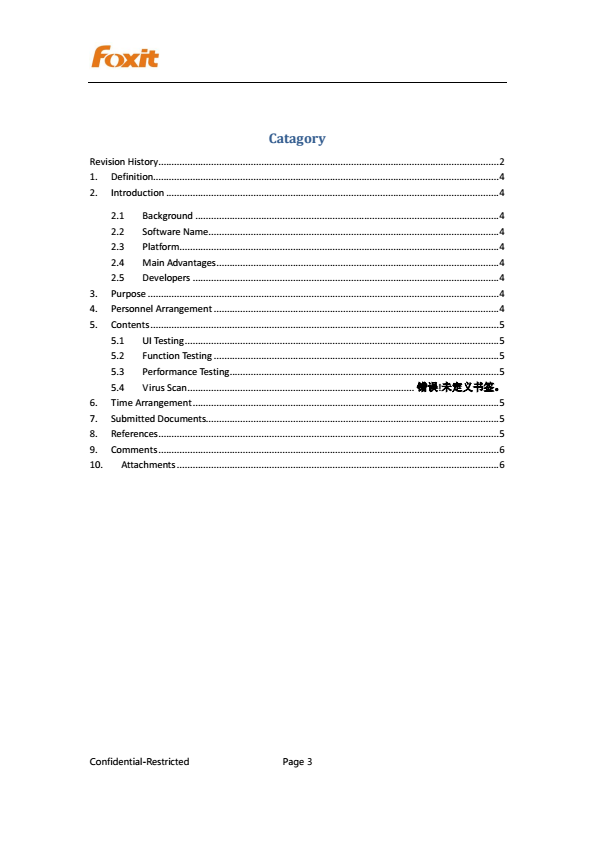 Foxit
Catagory
Revision History........................................................2
1. Definition........................................................4
2. Introduction ........................................................4
2.1 Background ........................................................4
2.2 Software Name........................................................4
2.3 Platform........................................................4
2.4 Main Advantages........................................................4
2.5 Developers ........................................................4
3. Purpose ........................................................4
4. Personnel Arrangement ........................................................4
5. Contents ........................................................5
5.1 UI Testing........................................................5
5.2 Function Testing ........................................................5
5.3 Performance Testing........................................................5
5.4 Virus Scan........................................................ 错误!未定义书签。
6. Time Arrangement........................................................5
7. Submitted Documents........................................................5
8. References........................................................5
9. Comments........................................................6
10. Attachments ........................................................6
Confidential-Restricted Page 3